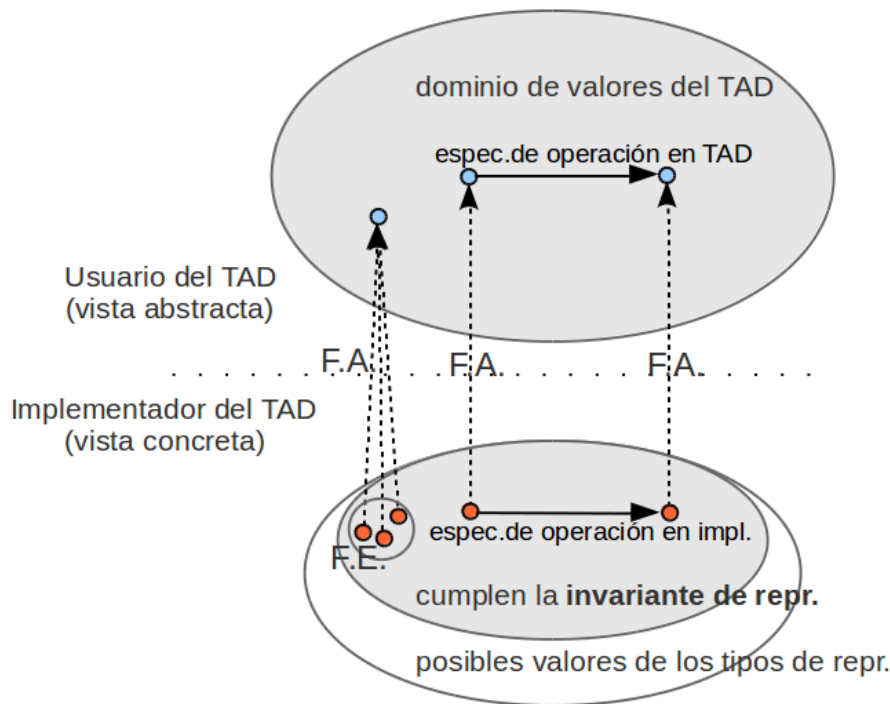 dominio de valores del TAD
espec.de operación en TAD
Usuario del TAD
(vista abstracta)
F.A. F.A. F.A.
Implementador del TAD
(vista concreta)
espec.de operación en impl.
F.E.
cumplen la invariante de repr.
posibles valores de los tipos de repr.